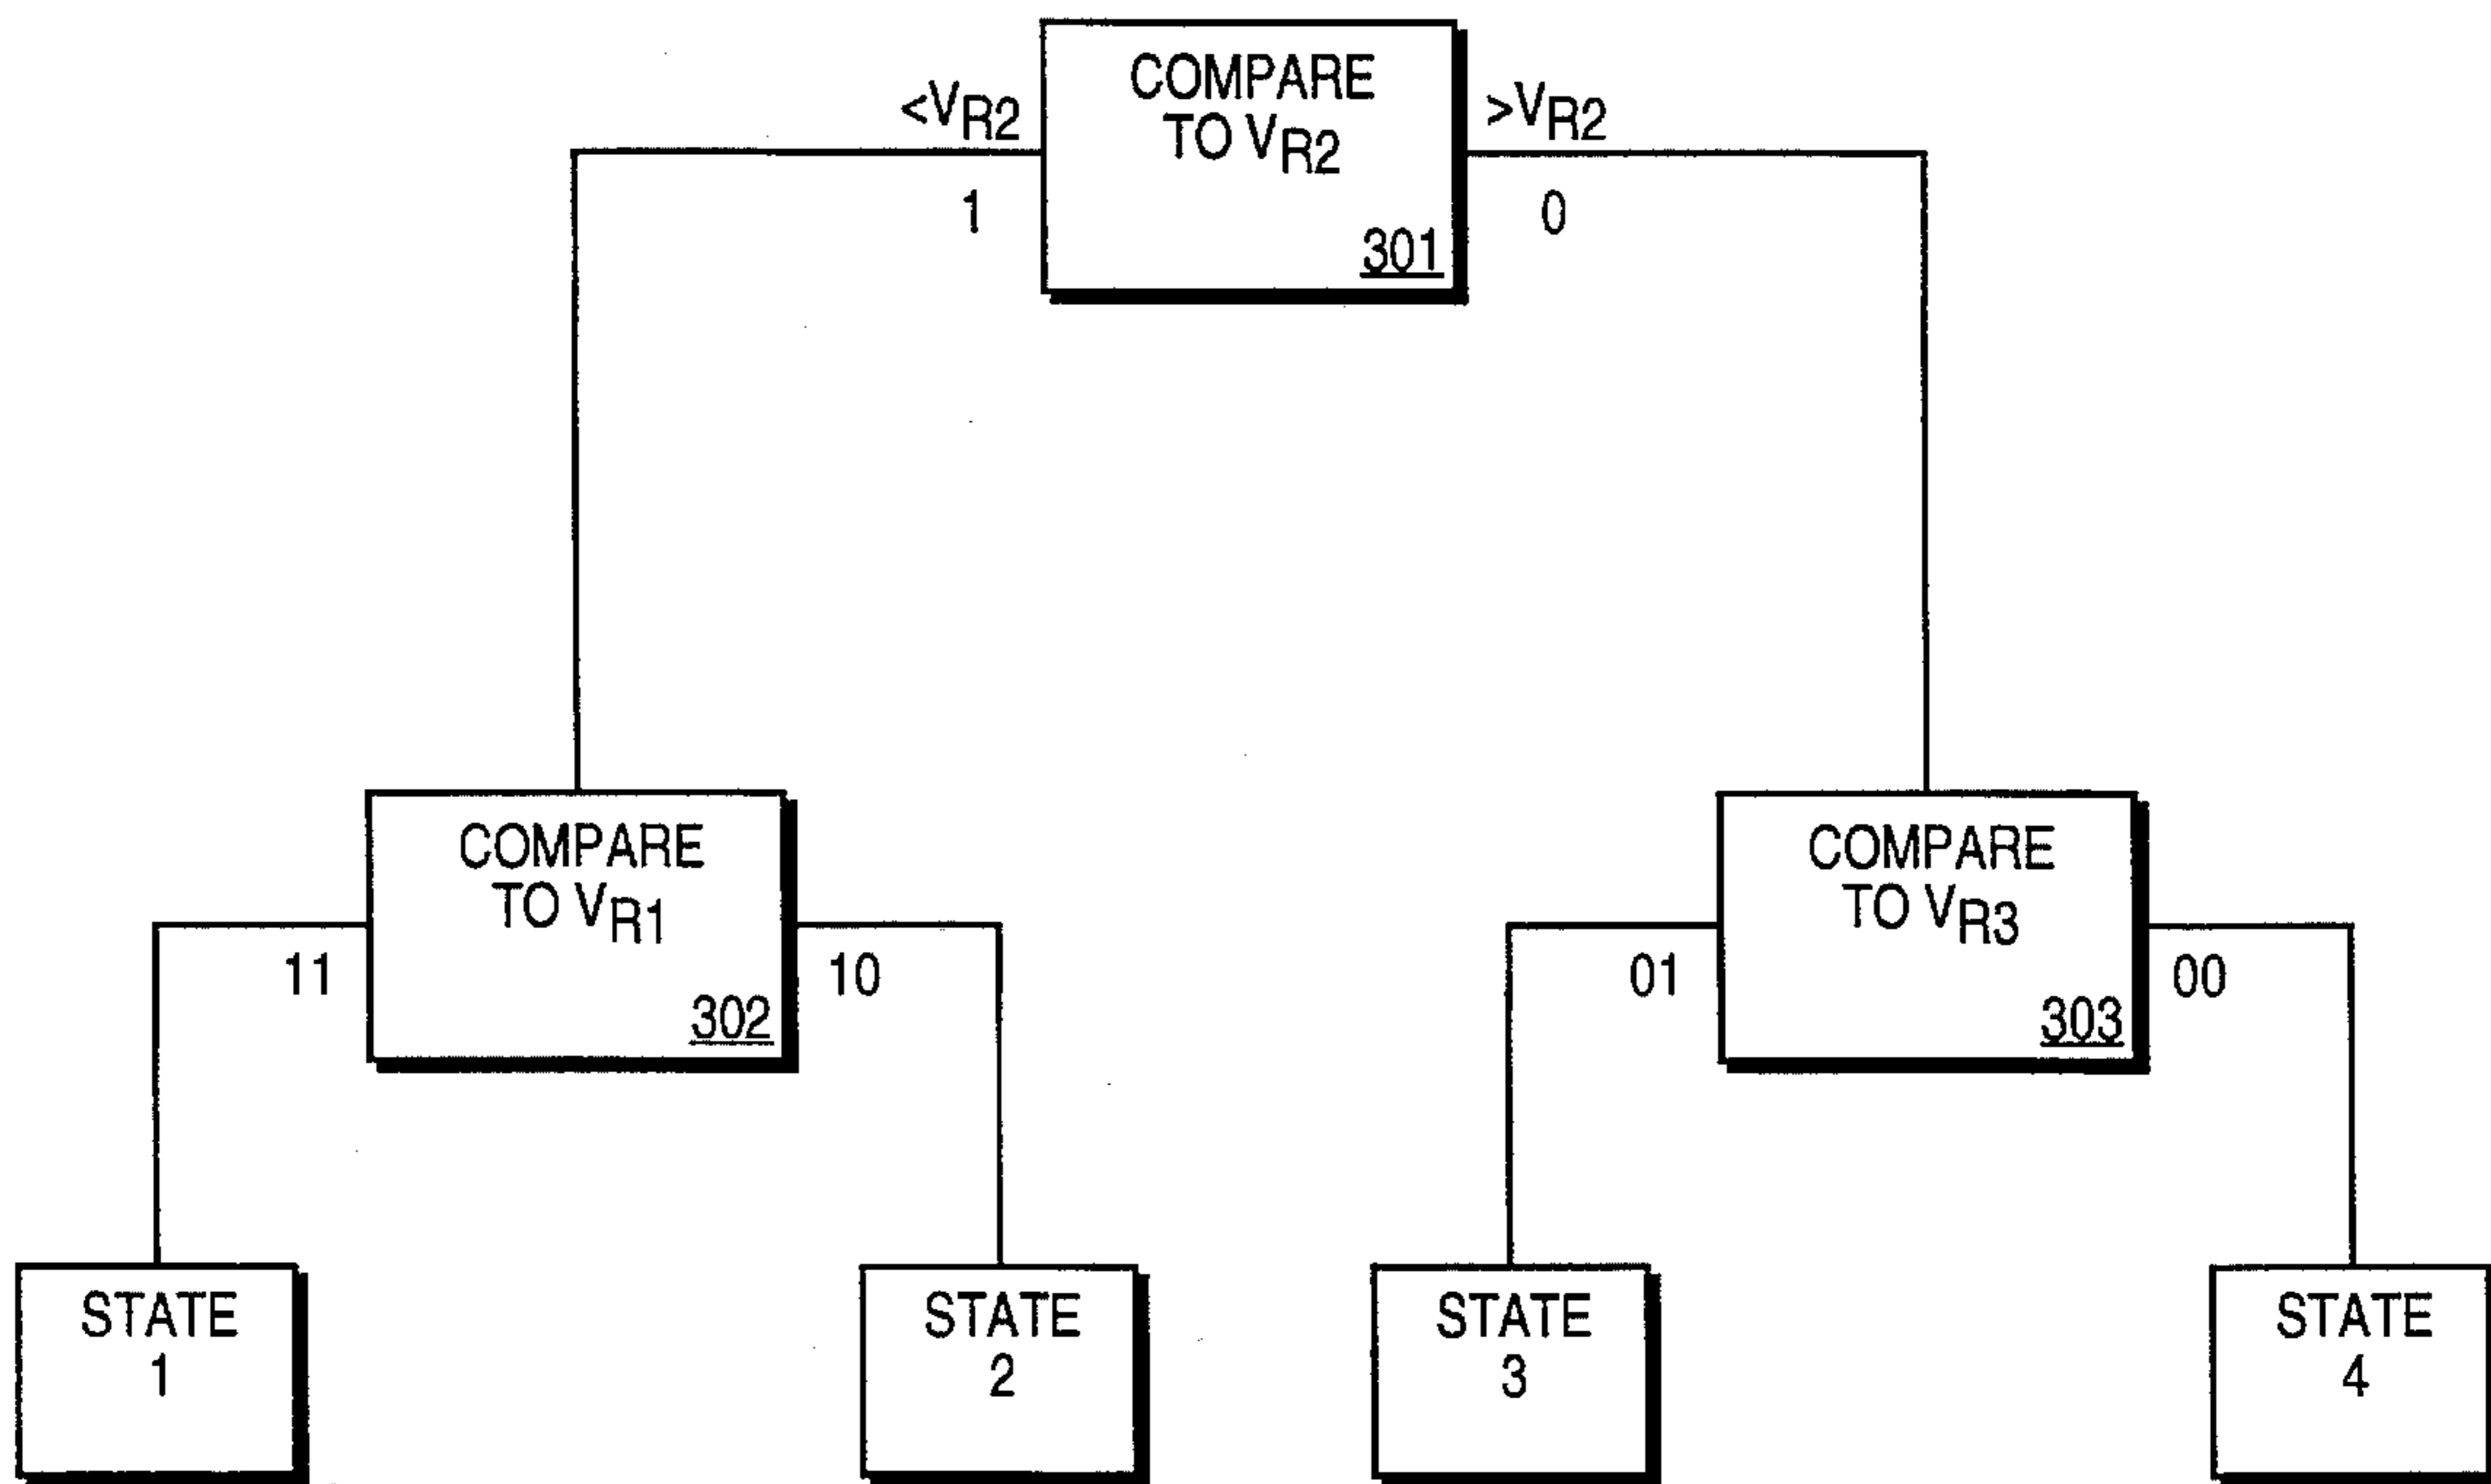 COMPARE
TO VR2
<VR2
>VR2
1
0
301
COMPARE
TO VR1
11
10
302
COMPARE
TO VR3
01
00
303
STATE
1
STATE
2
STATE
3
STATE
4